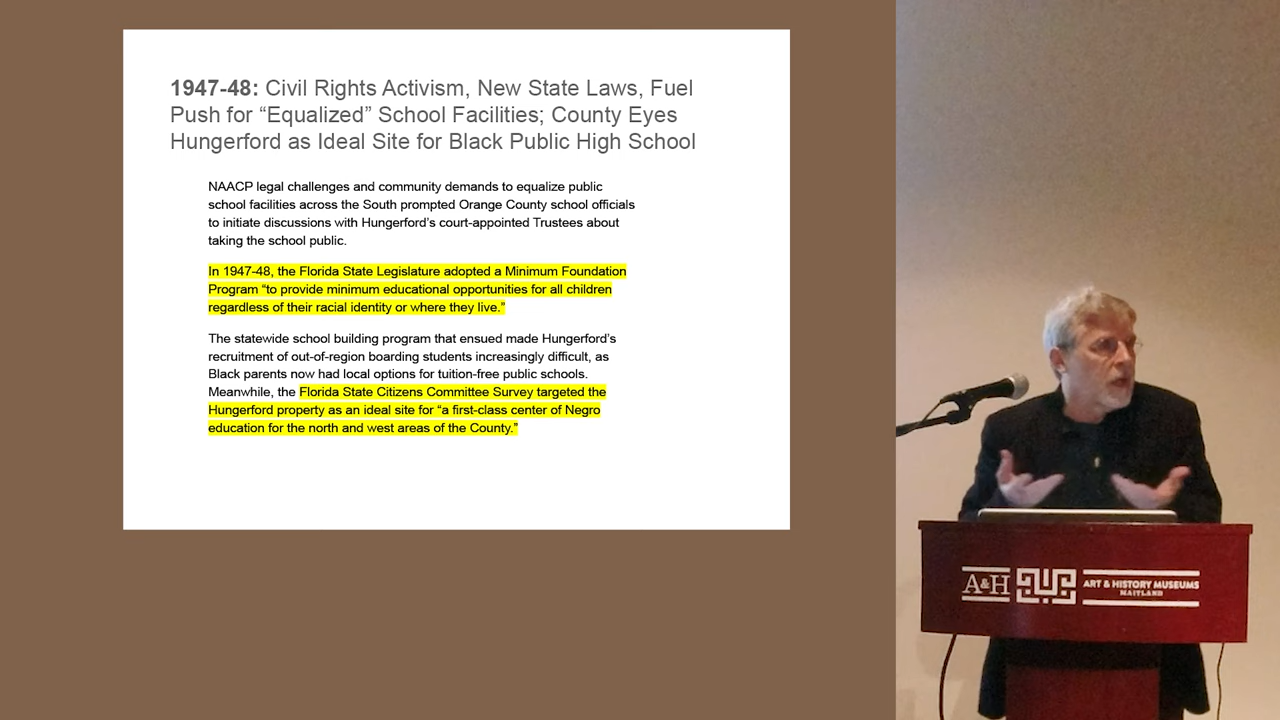 1947-48: Civil Rights Activism, New State Laws, Fuel
Push for “Equalized” School Facilities; County Eyes
Hungerford as Ideal Site for Black Public High School
NAACP legal challenges and community demands to equalize public
school facilities across the South prompted Orange County school officials
to initiate discussions with Hungerford’s court-appointed Trustees about
taking the school public.
In 1947-48, the Florida State Legislature adopted a Minimum Foundation
Program “to provide minimum educational opportunities for all children
regardless of their racial identity or where they live.”
The statewide school building program that ensued made Hungerford’s
recruitment of out-of-region boarding students increasingly difficult, as
Black parents now had local options for tuition-free public schools.
Meanwhile, the Florida State Citizens Committee Survey targeted the
Hungerford property as an ideal site for “a first-class center of Negro
education for the north and west areas of the County.”
A&H
ART & HISTORY MUSEUMS
MAITLAND